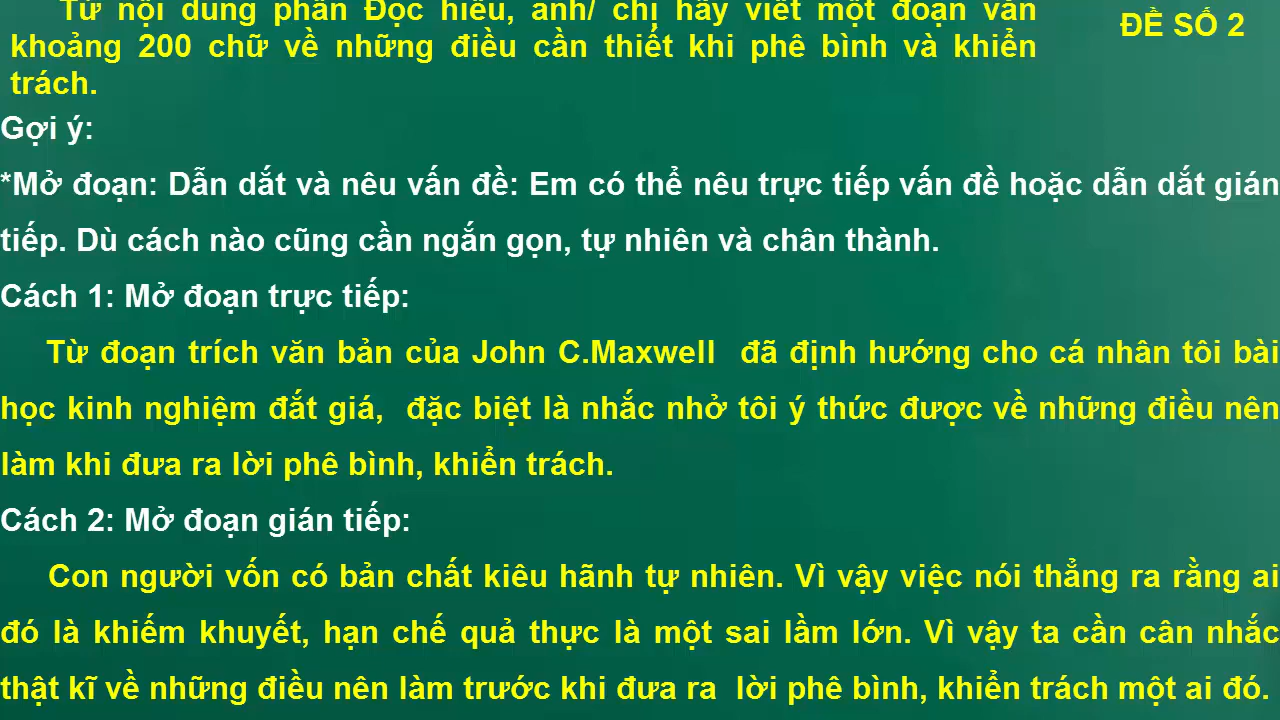 Từ nội dung phần Đọc hiểu, anh/ chị hãy viết một đoạn văn
khoảng 200 chữ về những điều cần thiết khi phê bình và khiển
trách.
ĐỀ SỐ 2
Gợi ý:
*Mở đoạn: Dẫn dắt và nêu vấn đề: Em có thể nêu trực tiếp vấn đề hoặc dẫn dắt gián
tiếp. Dù cách nào cũng cần ngắn gọn, tự nhiên và chân thành.
Cách 1: Mở đoạn trực tiếp:
Từ đoạn trích văn bản của John C.Maxwell đã định hướng cho cá nhân tôi bài
học kinh nghiệm đắt giá, đặc biệt là nhắc nhở tôi ý thức được về những điều nên
làm khi đưa ra lời phê bình, khiển trách.
Cách 2: Mở đoạn gián tiếp:
Con người vốn có bản chất kiêu hãnh tự nhiên. Vì vậy việc nói thẳng ra rằng ai
đó là khiếm khuyết, hạn chế quả thực là một sai lầm lớn. Vì vậy ta cần cân nhắc
thật kĩ về những điều nên làm trước khi đưa ra lời phê bình, khiển trách một ai đó.